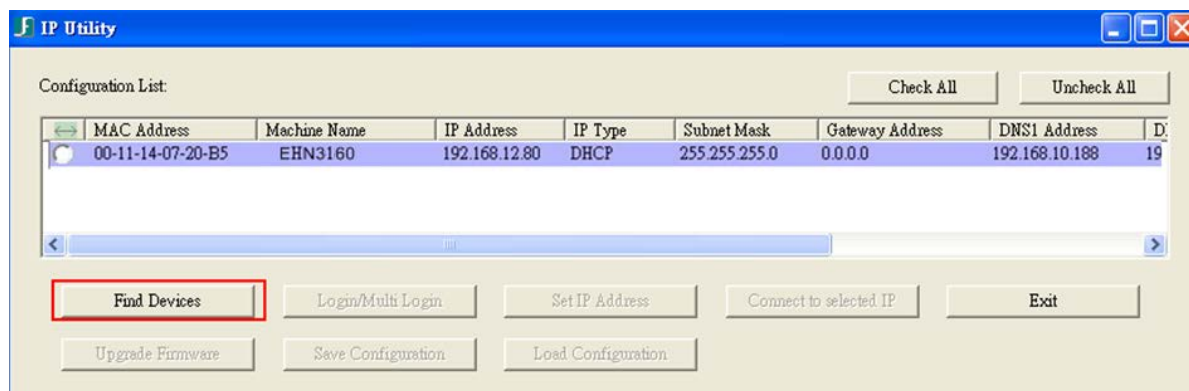 IP Utility
Configuration List: Check All Uncheck All
MAC Address Machine Name IP Address IP Type Subnet Mask Gateway Address DNS1 Address
00-11-14-07-20-B5 EHN3160 192.168.12.80 DHCP 255.255.255.0 0.0.0.0 192.168.10.188 19
Find Devices Login/Multi Login Set IP Address Connect to selected IP Exit
Upgrade Firmware Save Configuration Load Configuration